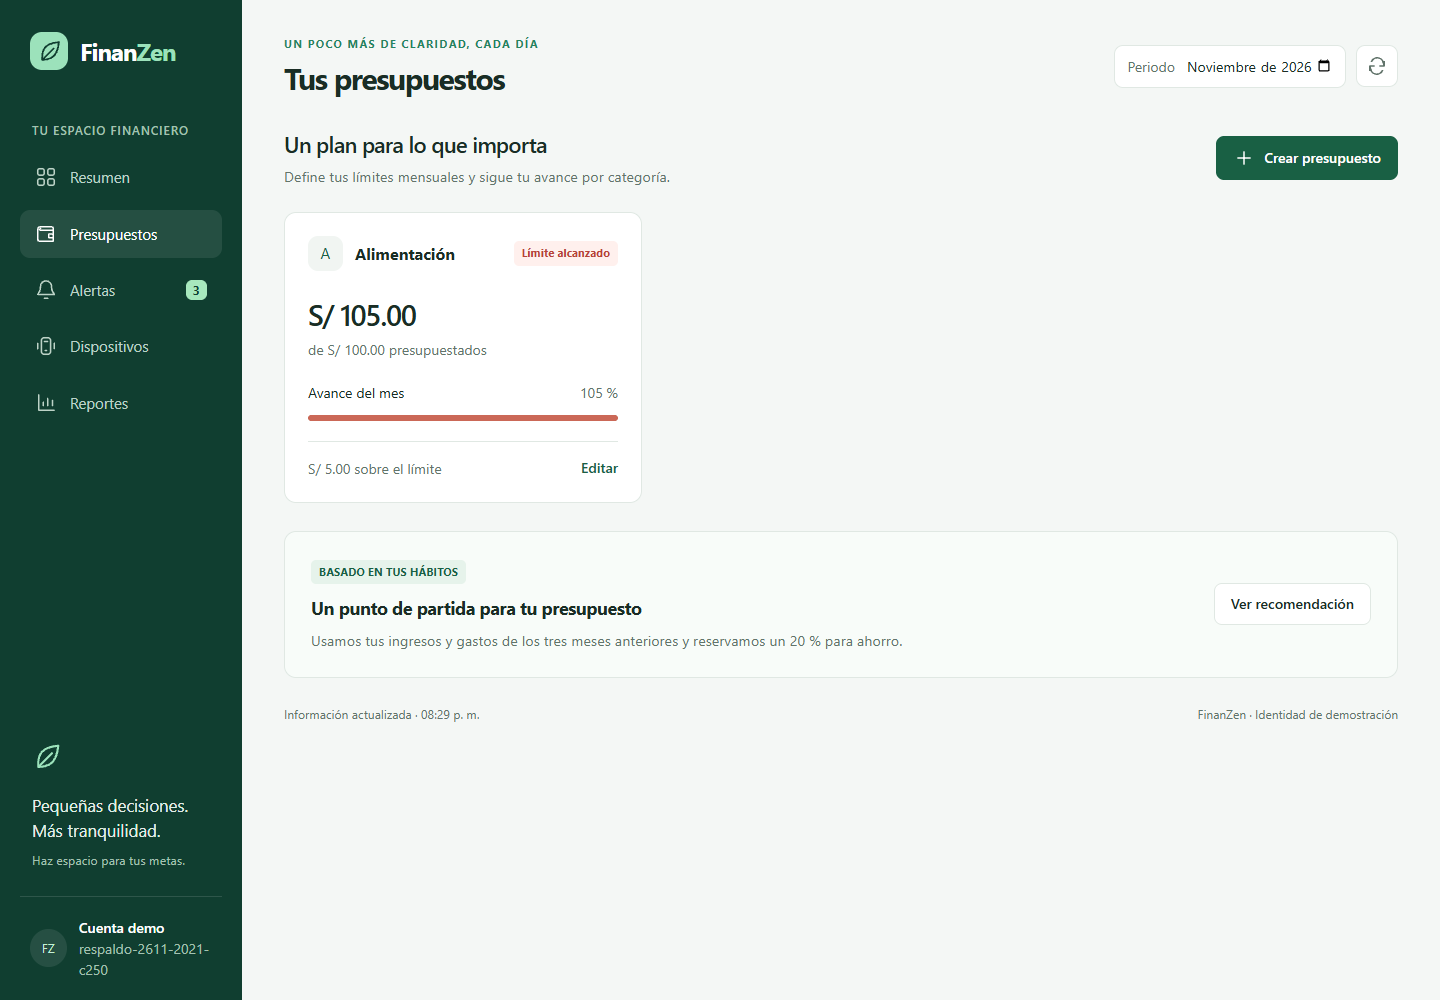 FinanZen
TU ESPACIO FINANCIERO
Resumen
Presupuestos
Alertas 3
Dispositivos
Reportes
Pequeñas decisiones.
Más tranquilidad.
Haz espacio para tus metas.
FZ
Cuenta demo
respaldo-2611-2021-
c250
UN POCO MÁS DE CLARIDAD, CADA DÍA
Tus presupuestos
Periodo Noviembre de 2026
Un plan para lo que importa
Define tus límites mensuales y sigue tu avance por categoría.
Crear presupuesto
A Alimentación Límite alcanzado
S/ 105.00
de S/ 100.00 presupuestados
Avance del mes 105 %
S/ 5.00 sobre el límite Editar
BASADO EN TUS HÁBITOS
Un punto de partida para tu presupuesto
Usamos tus ingresos y gastos de los tres meses anteriores y reservamos un 20 % para ahorro.
Ver recomendación
Información actualizada · 08:29 p. m.
FinanZen · Identidad de demostración